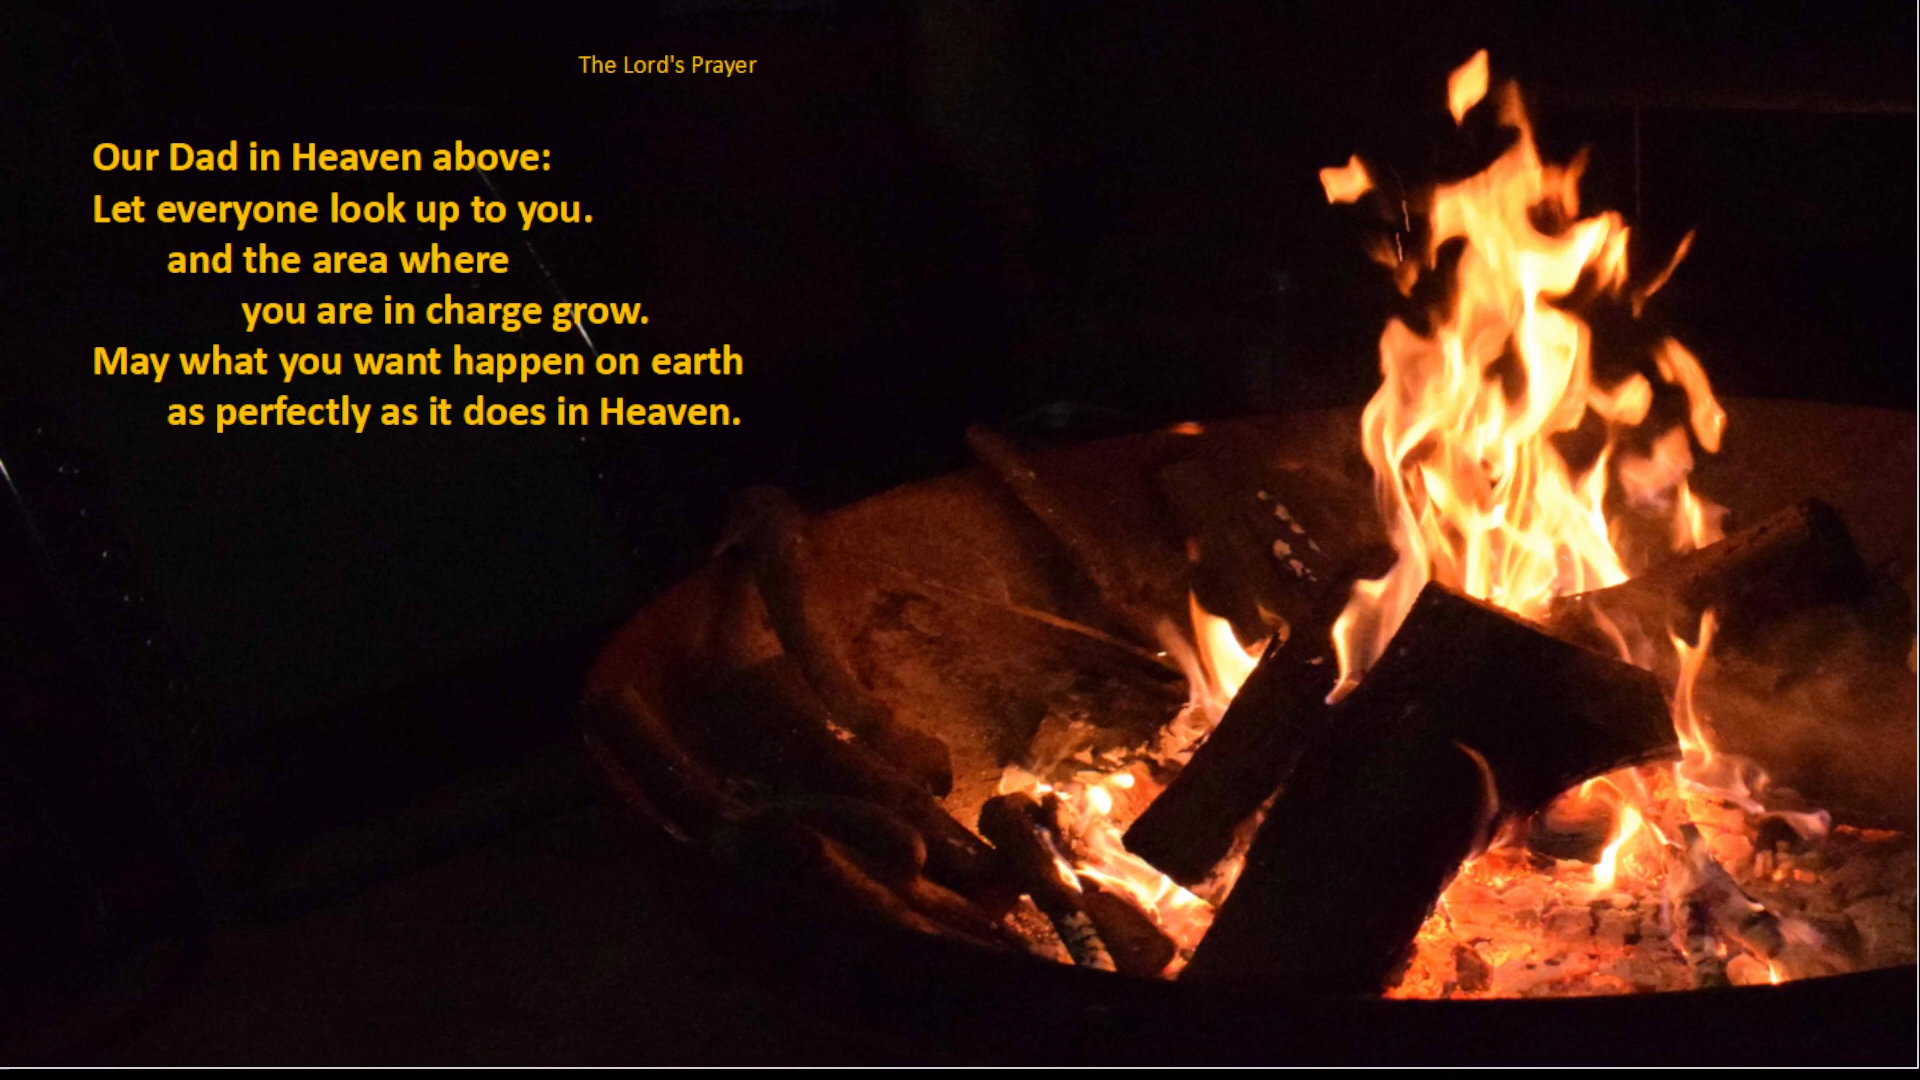 The Lord's Prayer
Our Dad in Heaven above:
Let everyone look up to you.
and the area where
you are in charge grow.
May what you want happen on earth
as perfectly as it does in Heaven.